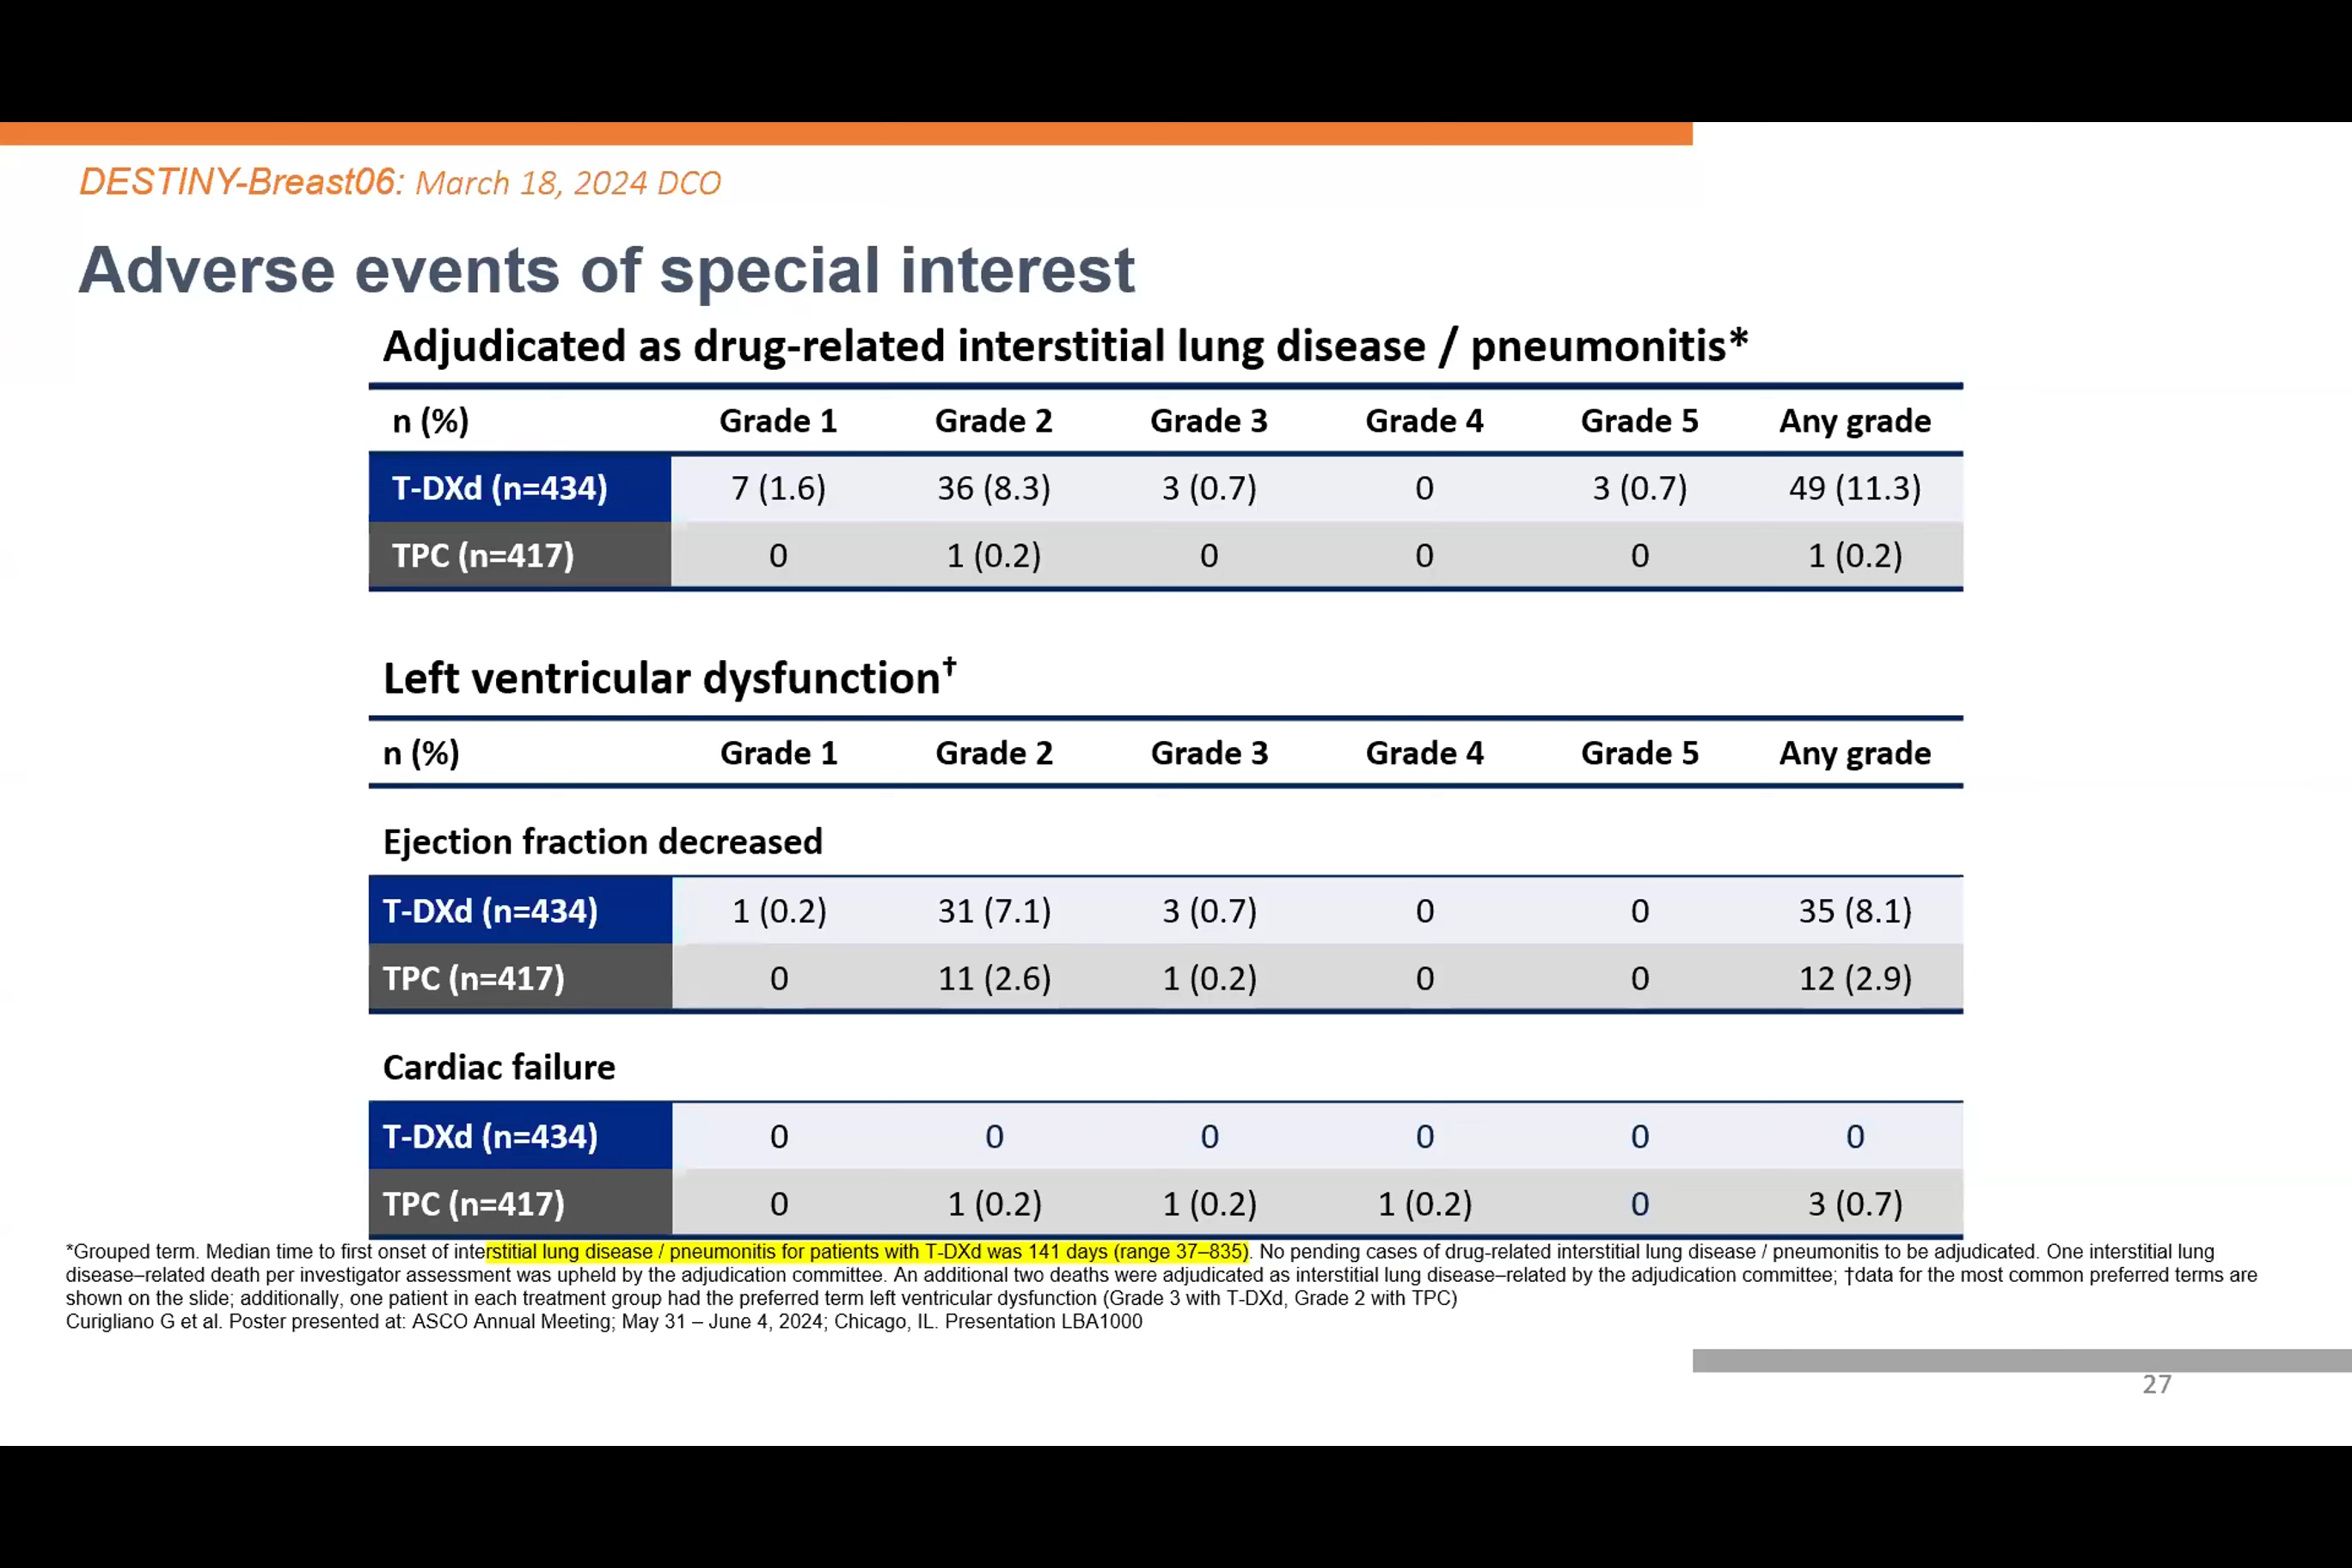 DESTINY-Breast06: March 18, 2024 DCO
Adverse events of special interest
Adjudicated as drug-related interstitial lung disease / pneumonitis*
n (%) Grade 1 Grade 2 Grade 3 Grade 4 Grade 5 Any grade
T-DXd (n=434) 7 (1.6) 36 (8.3) 3 (0.7) 0 3 (0.7) 49 (11.3)
TPC (n=417) 0 1 (0.2) 0 0 0 1 (0.2)
Left ventricular dysfunction†
n (%) Grade 1 Grade 2 Grade 3 Grade 4 Grade 5 Any grade
Ejection fraction decreased
T-DXd (n=434) 1 (0.2) 31 (7.1) 3 (0.7) 0 0 35 (8.1)
TPC (n=417) 0 11 (2.6) 1 (0.2) 0 0 12 (2.9)
Cardiac failure
T-DXd (n=434) 0 0 0 0 0 0
TPC (n=417) 0 1 (0.2) 1 (0.2) 1 (0.2) 0 3 (0.7)
*Grouped term. Median time to first onset of interstitial lung disease / pneumonitis for patients with T-DXd was 141 days (range 37–835). No pending cases of drug-related interstitial lung disease / pneumonitis to be adjudicated. One interstitial lung
disease–related death per investigator assessment was upheld by the adjudication committee. An additional two deaths were adjudicated as interstitial lung disease–related by the adjudication committee; †data for the most common preferred terms are
shown on the slide; additionally, one patient in each treatment group had the preferred term left ventricular dysfunction (Grade 3 with T-DXd, Grade 2 with TPC)
Curigliano G et al. Poster presented at: ASCO Annual Meeting; May 31 – June 4, 2024; Chicago, IL. Presentation LBA1000
27